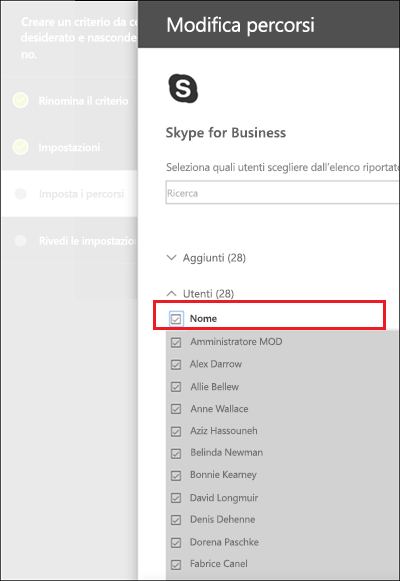 Creare un criterio da co
desiderato e nasconde
no.
Rinomina il criterio
Impostazioni
Imposta i percorsi
Rivedi le impostazion
Modifica percorsi
Skype for Business
Seleziona quali utenti scegliere dall'elenco riportato
Ricerca
Aggiunti (28)
Utenti (28)
Nome
Amministratore MOD
Alex Darrow
Allie Bellew
Anne Wallace
Aziz Hassouneh
Belinda Newman
Bonnie Kearney
David Longmuir
Denis Dehenne
Dorena Paschke
Fabrice Canel